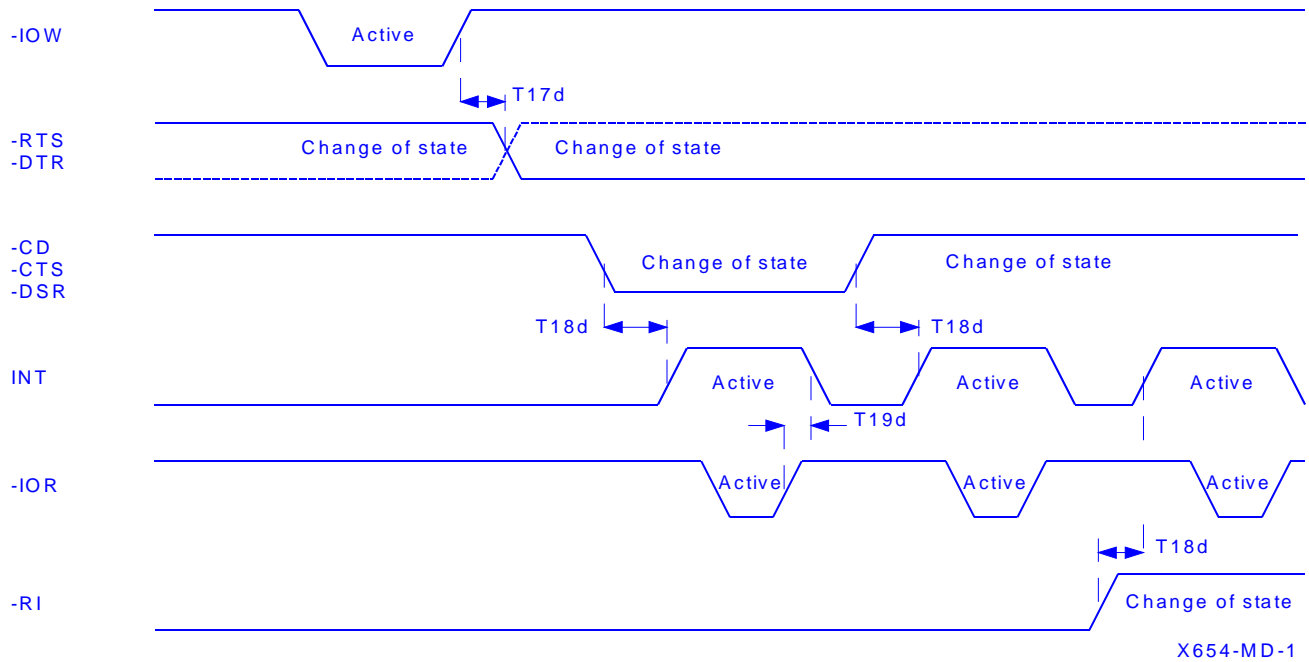 -IOW
Active
T17d
-RTS
-DTR
Change of state
Change of state
-CD
-CTS
-DSR
Change of state
Change of state
T18d
T18d
INT
Active
Active
Active
T19d
-IOR
Active
Active
Active
T18d
-RI
Change of state
X654-MD-1